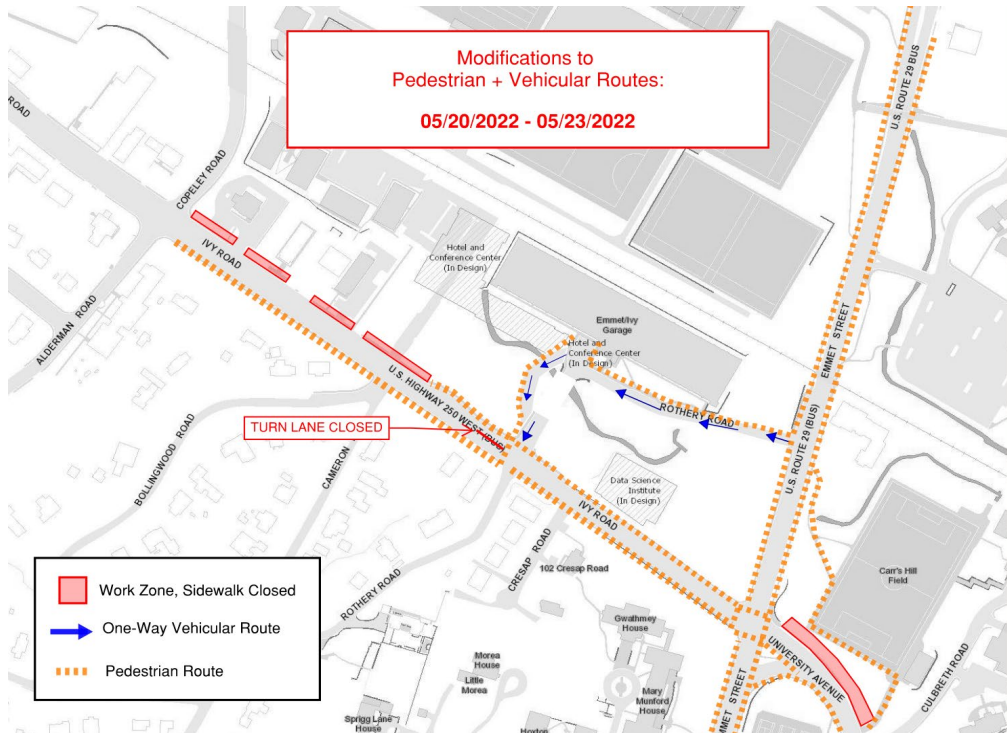 Modifications to
Pedestrian + Vehicular Routes:
05/20/2022 - 05/23/2022
ROAD
COPELEY ROAD
U.S. ROUTE 29 BUS
IVY ROAD
ALDERMAN ROAD
Hotel and
Conference Center
(In Design)
Emmet/Ivy
Garage
Hotel and
Conference Center
(In Design)
EMMET STREET
U.S. HIGHWAY 250 WEST (BUS)
ROTHERY ROAD
TURN LANE CLOSED
U.S. ROUTE 29 (BUS)
BOLLINGWOOD ROAD
CAMERON
Data Science
Institute
(In Design)
IVY ROAD
CRESAP ROAD
102 Cresap Road
Carr's Hill
Field
ROTHERY ROAD
Gwathmey
House
UNIVERSITY AVENUE
CULBRETH ROAD
Morea
House
Little
Morea
Mary
Munford
House
EMMET STREET
Sprigg Lane
House
Hoxton
Work Zone, Sidewalk Closed
One-Way Vehicular Route
Pedestrian Route